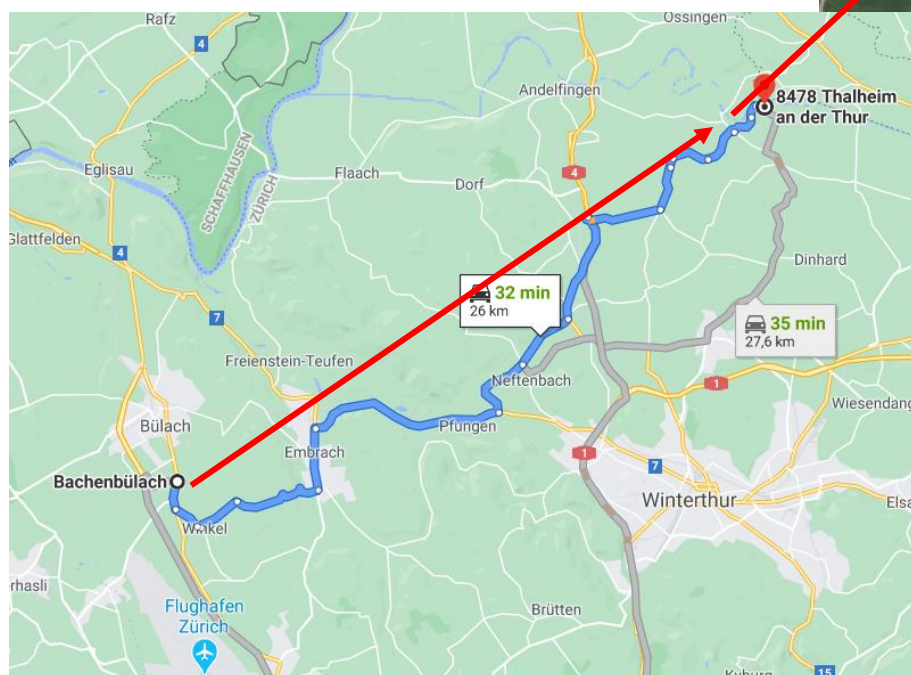 Rafz
4
Ossingen
Andelfingen
8478 Thalheim
an der Thur
Eglisau
SCHAFFHAUSEN
ZÜRICH
Flaach
Dorf
4
Glattfelden
4
Dinhard
32 min
26 km
7
35 min
27,6 km
Freienstein-Teufen
Neftenbach
1
Wiesendang
Bülach
Pfungen
Embrach
1
7
Bachenbülach
Winterthur
Elsa
Winkel
erhasli
Flughafen
Zürich
Brütten
Kyburg
15